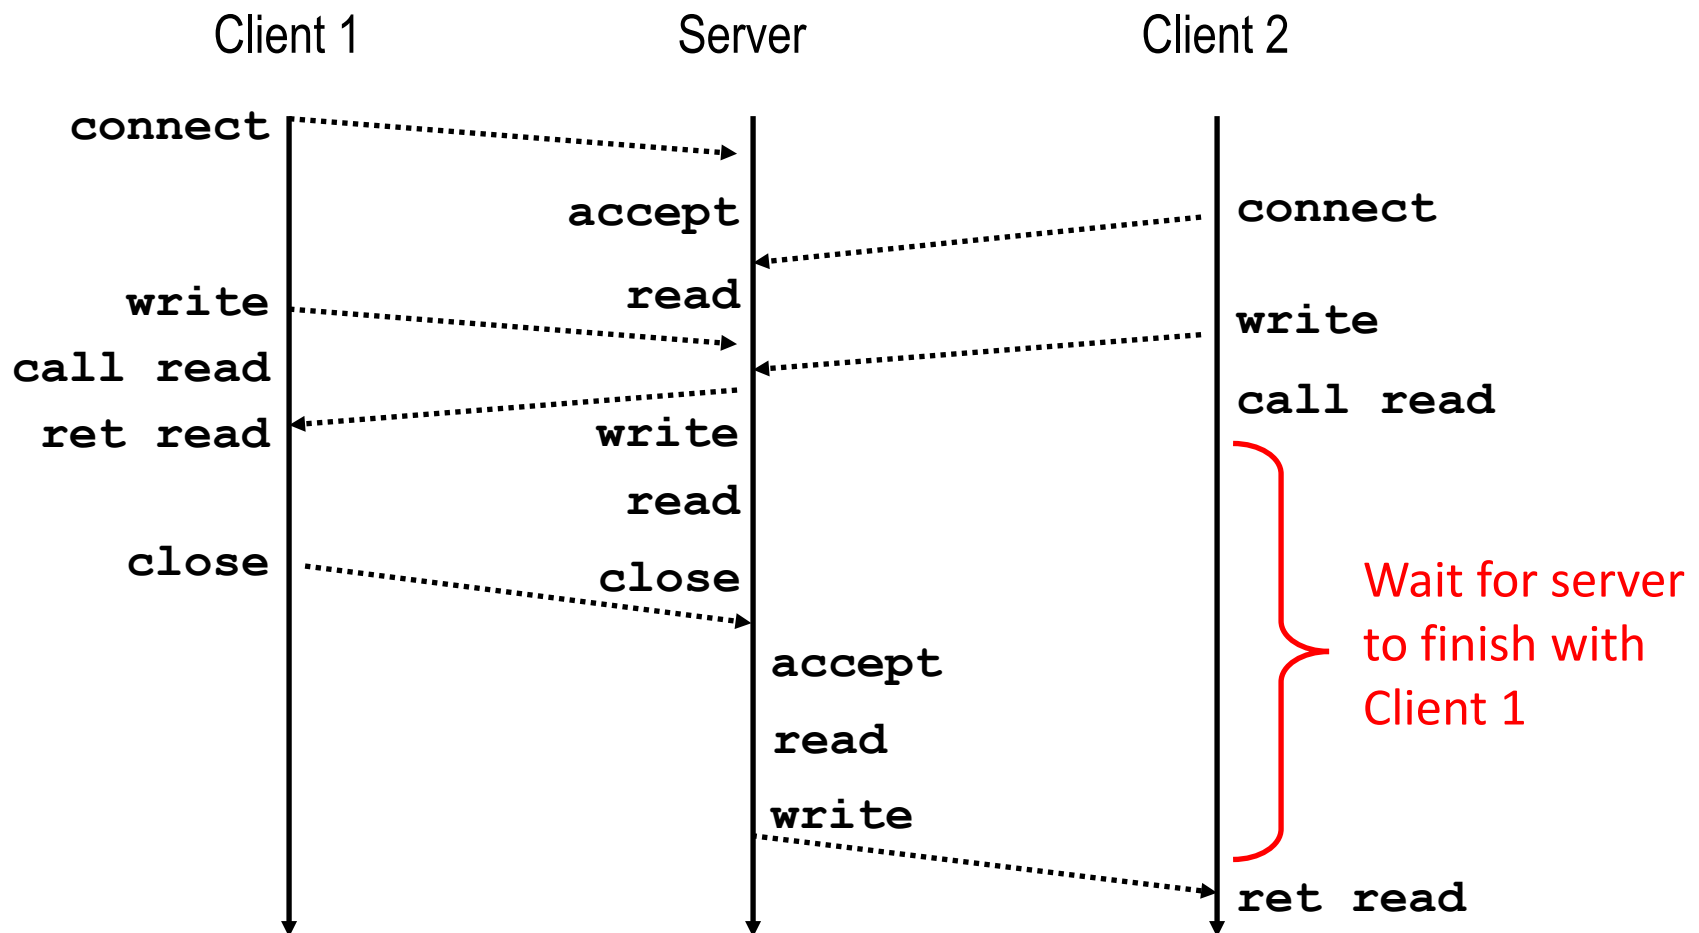 Client 1
Server
Client 2
connect
accept
connect
write
read
write
call read
call read
ret read
write
read
close
close
Wait for server
to finish with
Client 1
accept
read
write
ret read